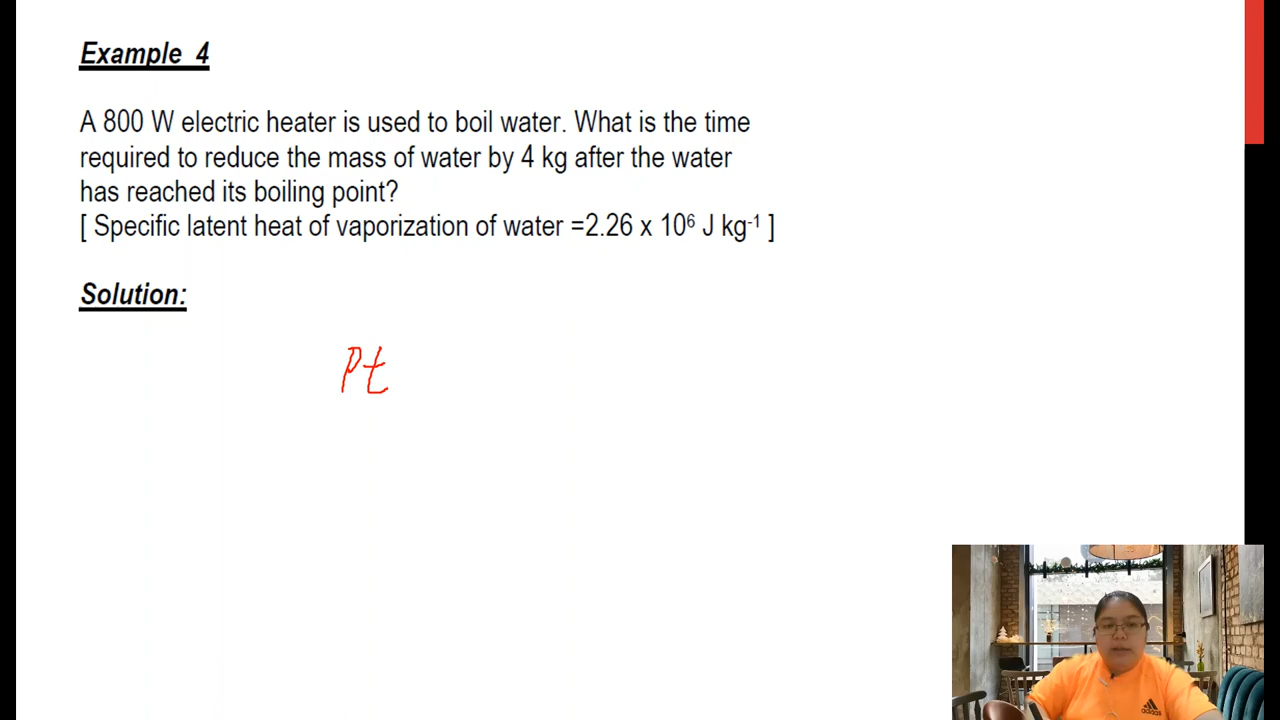 Example 4
A 800 W electric heater is used to boil water. What is the time
required to reduce the mass of water by 4 kg after the water
has reached its boiling point?
[ Specific latent heat of vaporization of water =2.26 x 10⁶ J kg⁻¹ ]
Solution:
Pt
adidas